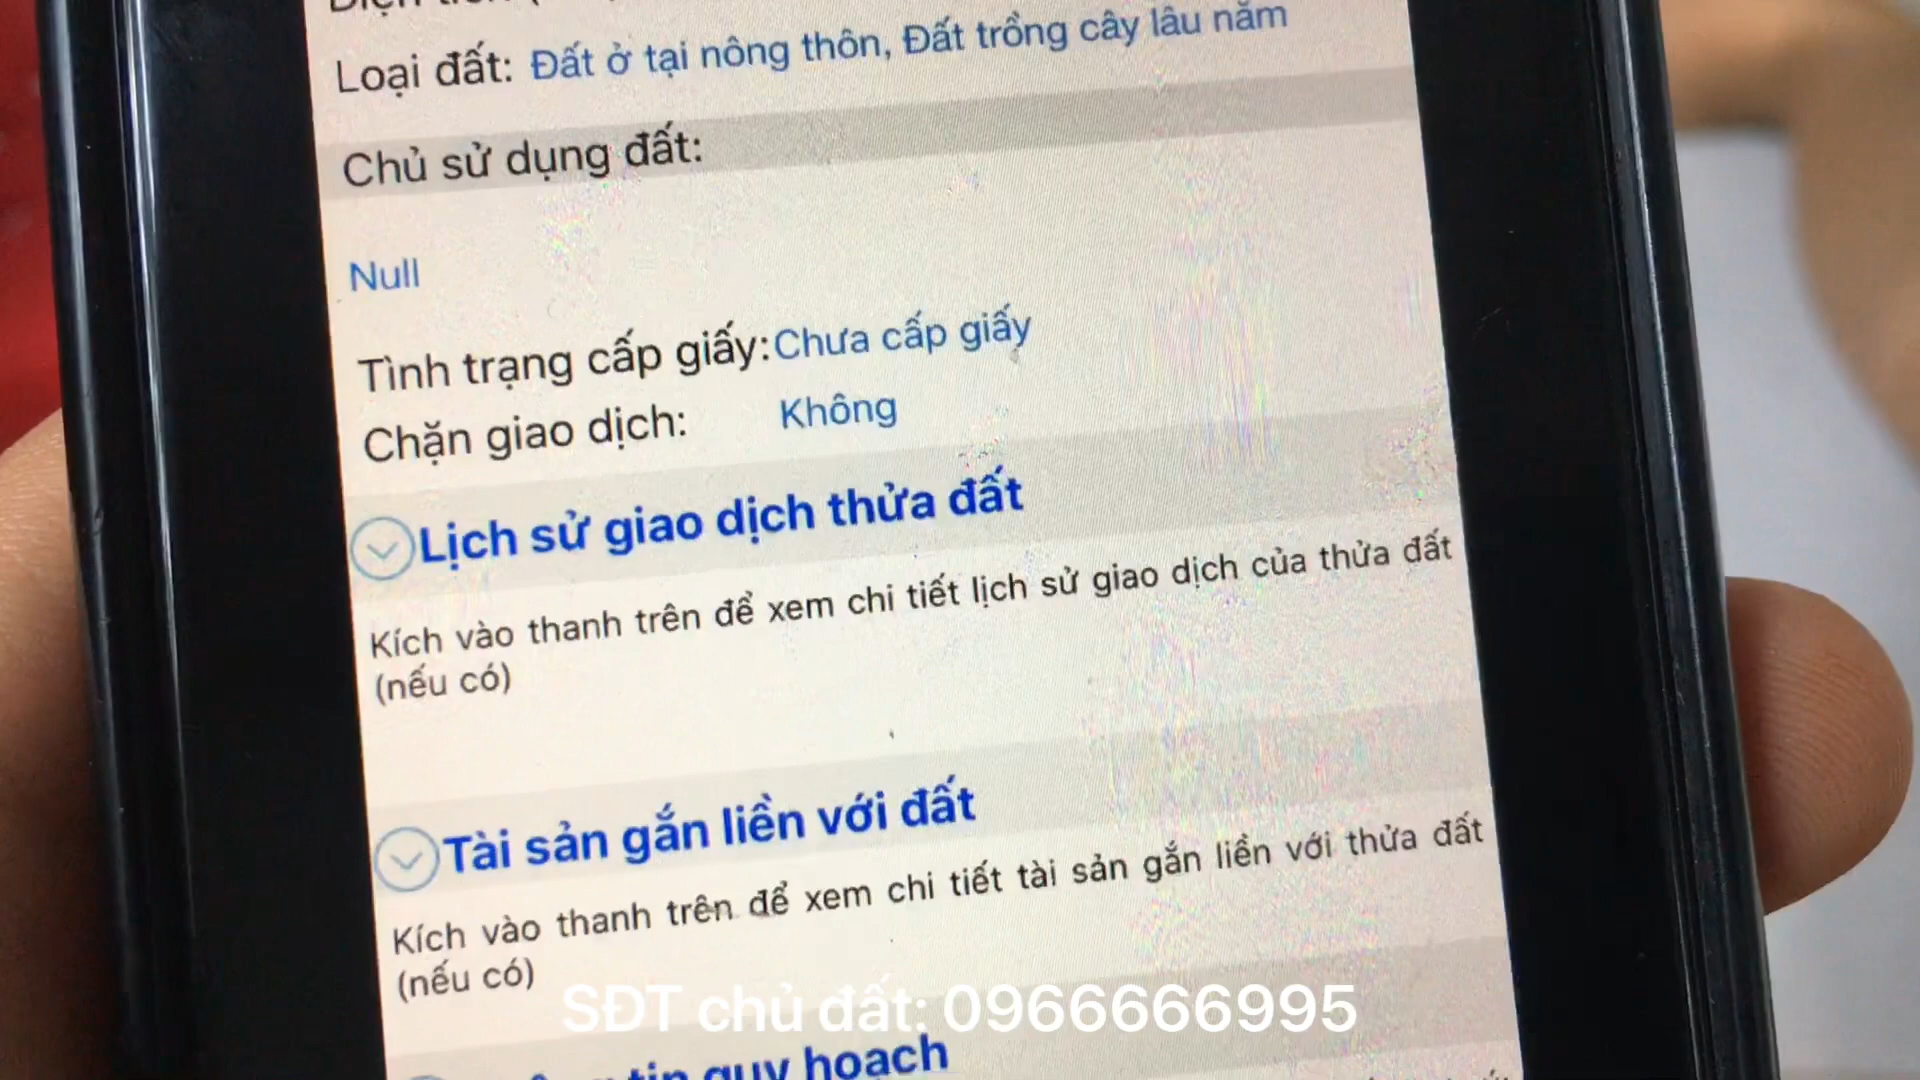 Loại đất: Đất ở tại nông thôn, Đất trồng cây lâu năm
Chủ sử dụng đất:
Null
Tình trạng cấp giấy:Chưa cấp giấy
Chặn giao dịch: Không
Lịch sử giao dịch thửa đất
Kích vào thanh trên để xem chi tiết lịch sử giao dịch của thửa đất
(nếu có)
Tài sản gắn liền với đất
Kích vào thanh trên để xem chi tiết tài sản gắn liền với thửa đất
(nếu có)
SĐT chủ đất: 0966666995
tin quy hoạch